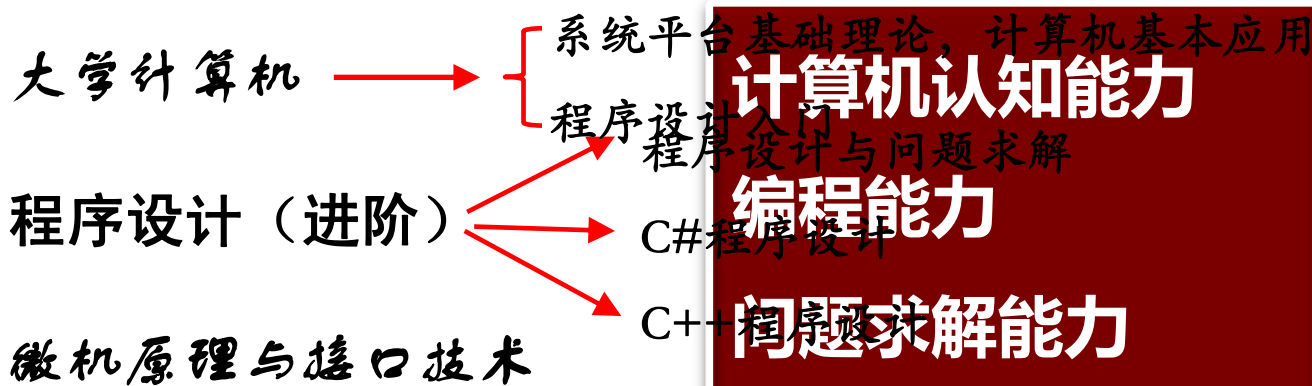 大学计算机
系统平台基础理论，计算机基本应用
程序设计入门
程序设计（进阶）
程序设计与问题求解
C#程序设计
C++程序设计
微机原理与接口技术
计算机认知能力
编程能力
问题求解能力